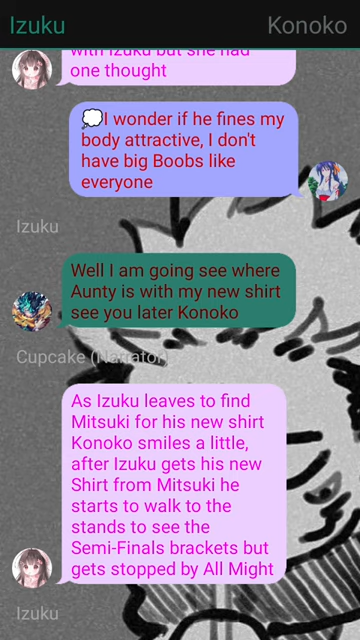 Izuku
Konoko
with Izuku but she had
one thought
💭I wonder if he fines my
body attractive, I don't
have big Boobs like
everyone
Izuku
Well I am going see where
Aunty is with my new shirt
see you later Konoko
Cupcake (Narrator)
As Izuku leaves to find
Mitsuki for his new shirt
Konoko smiles a little,
after Izuku gets his new
Shirt from Mitsuki he
starts to walk to the
stands to see the
Semi-Finals brackets but
gets stopped by All Might
Izuku